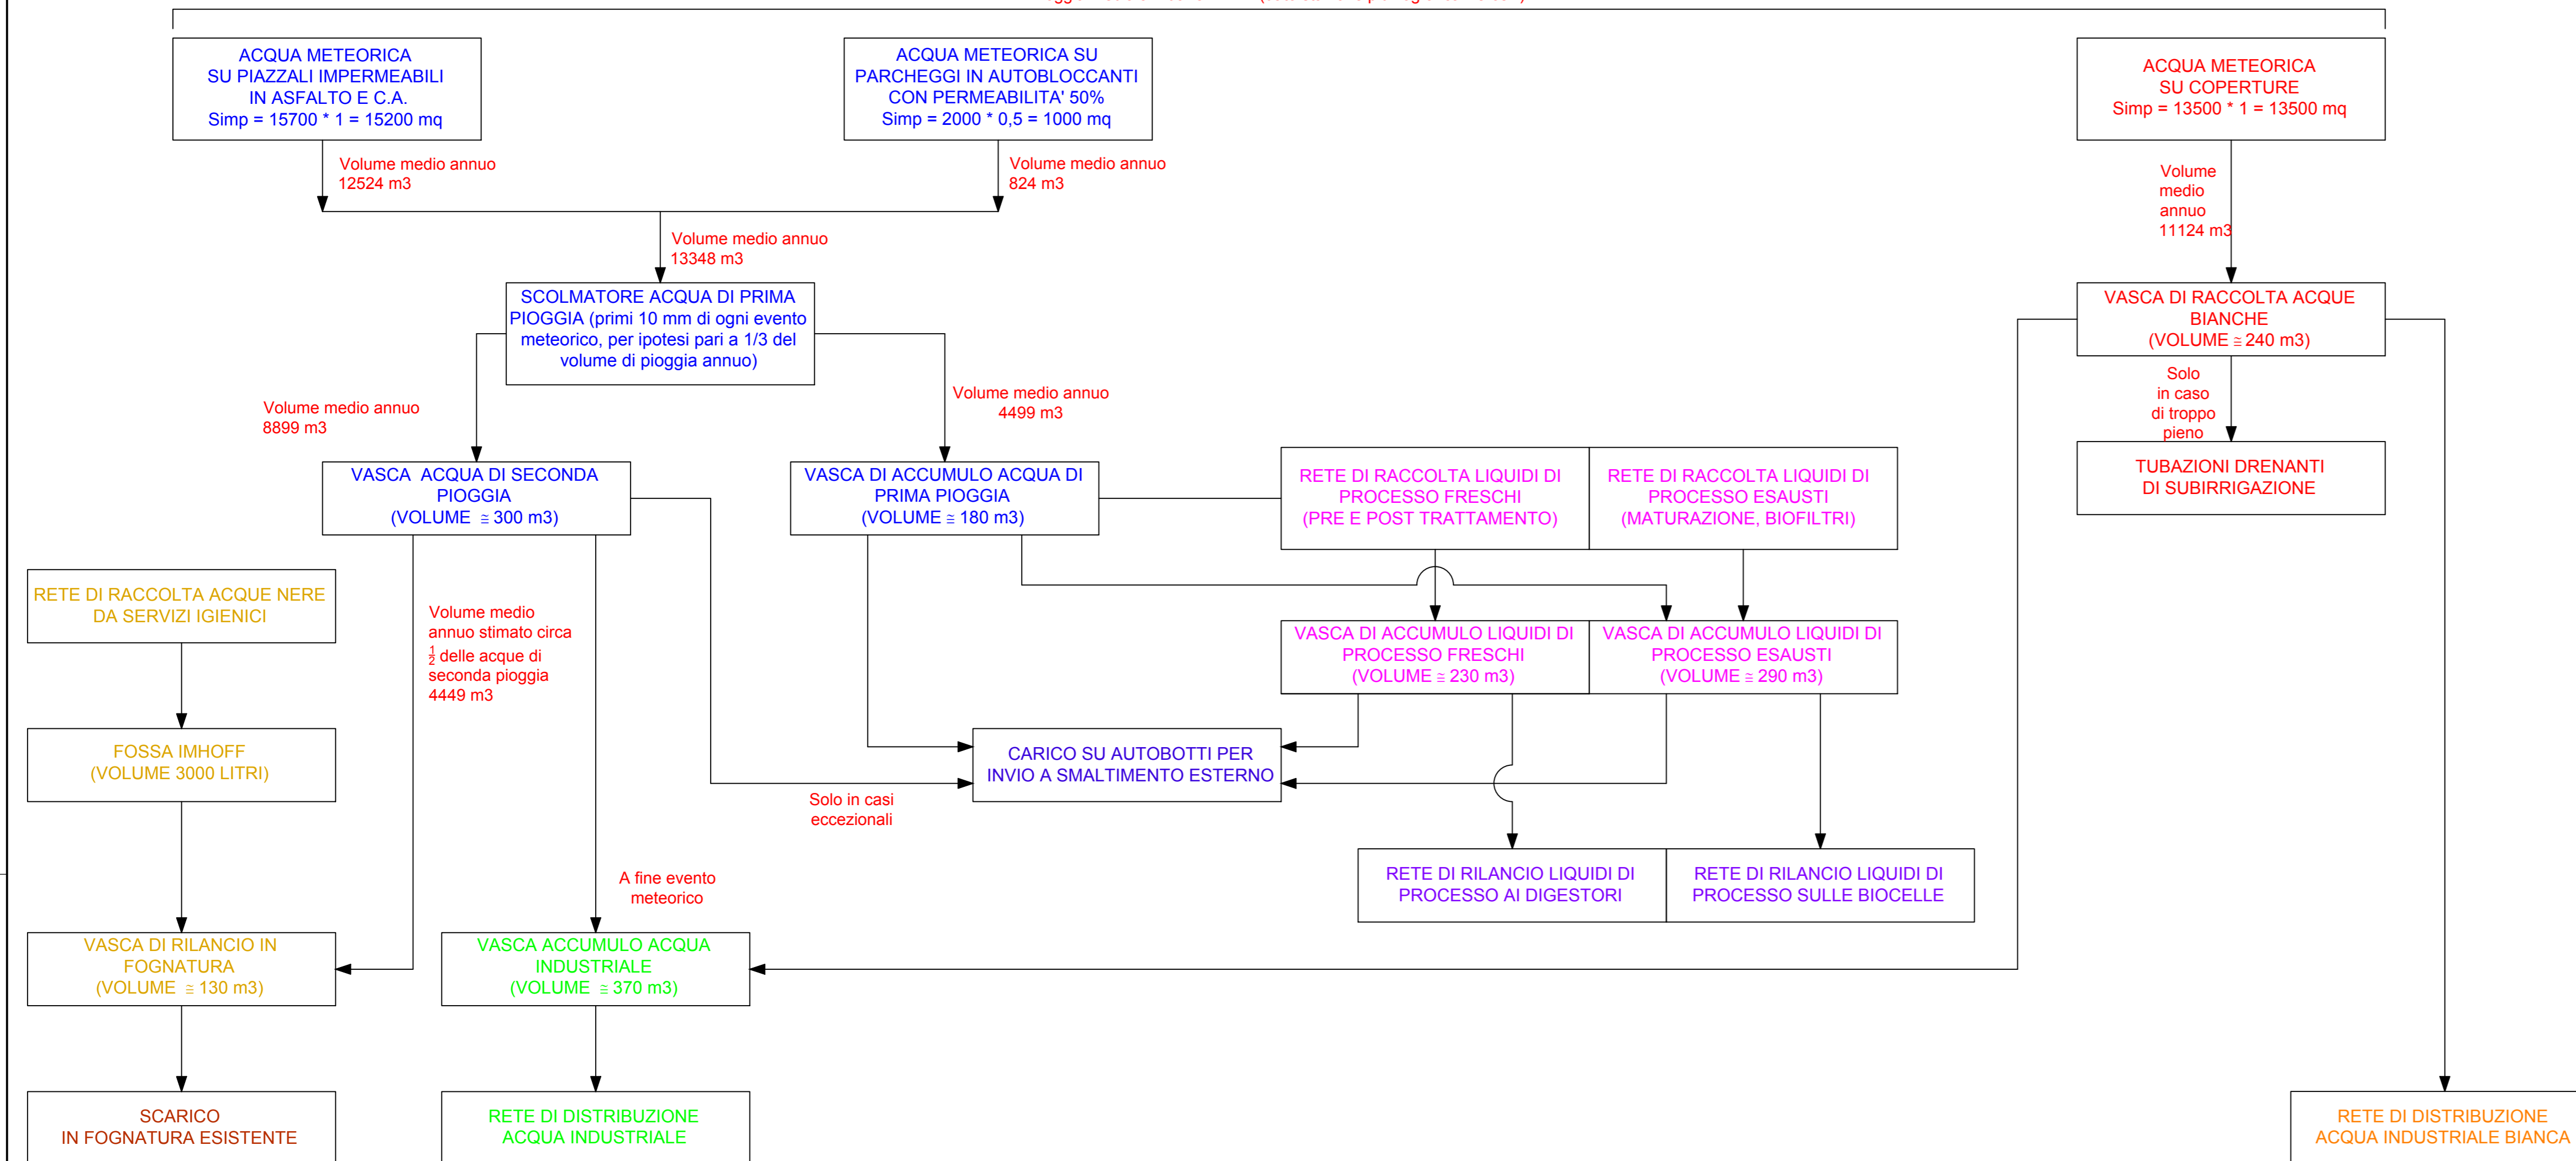 ACQUA METEORICA
SU PIAZZALI IMPERMEABILI
IN ASFALTO E C.A.
Simp = 15700 * 1 = 15200 mq
ACQUA METEORICA SU
PARCHEGGI IN AUTOBLOCCANTI
CON PERMEABILITA' 50%
Simp = 2000 * 0,5 = 1000 mq
ACQUA METEORICA
SU COPERTURE
Simp = 13500 * 1 = 13500 mq
Volume medio annuo
12524 m3
Volume medio annuo
824 m3
Volume
medio
annuo
11124 m3
Volume medio annuo
13348 m3
SCOLMATORE ACQUA DI PRIMA
PIOGGIA (primi 10 mm di ogni evento
meteorico, per ipotesi pari a 1/3 del
volume di pioggia annuo)
VASCA DI RACCOLTA ACQUE
BIANCHE
(VOLUME ≅ 240 m3)
Solo
in caso
di troppo
pieno
Volume medio annuo
8899 m3
Volume medio annuo
4499 m3
VASCA ACQUA DI SECONDA
PIOGGIA
(VOLUME ≅ 300 m3)
VASCA DI ACCUMULO ACQUA DI
PRIMA PIOGGIA
(VOLUME ≅ 180 m3)
RETE DI RACCOLTA LIQUIDI DI
PROCESSO FRESCHI
(PRE E POST TRATTAMENTO)
RETE DI RACCOLTA LIQUIDI DI
PROCESSO ESAUSTI
(MATURAZIONE, BIOFILTRI)
TUBAZIONI DRENANTI
DI SUBIRRIGAZIONE
RETE DI RACCOLTA ACQUE NERE
DA SERVIZI IGIENICI
Volume medio
annuo stimato circa
½ delle acque di
seconda pioggia
4449 m3
VASCA DI ACCUMULO LIQUIDI DI
PROCESSO FRESCHI
(VOLUME ≅ 230 m3)
VASCA DI ACCUMULO LIQUIDI DI
PROCESSO ESAUSTI
(VOLUME ≅ 290 m3)
FOSSA IMHOFF
(VOLUME 3000 LITRI)
CARICO SU AUTOBOTTI PER
INVIO A SMALTIMENTO ESTERNO
Solo in casi
eccezionali
A fine evento
meteorico
RETE DI RILANCIO LIQUIDI DI
PROCESSO AI DIGESTORI
RETE DI RILANCIO LIQUIDI DI
PROCESSO SULLE BIOCELLE
VASCA DI RILANCIO IN
FOGNATURA
(VOLUME ≅ 130 m3)
VASCA ACCUMULO ACQUA
INDUSTRIALE
(VOLUME ≅ 370 m3)
SCARICO
IN FOGNATURA ESISTENTE
RETE DI DISTRIBUZIONE
ACQUA INDUSTRIALE
RETE DI DISTRIBUZIONE
ACQUA INDUSTRIALE BIANCA